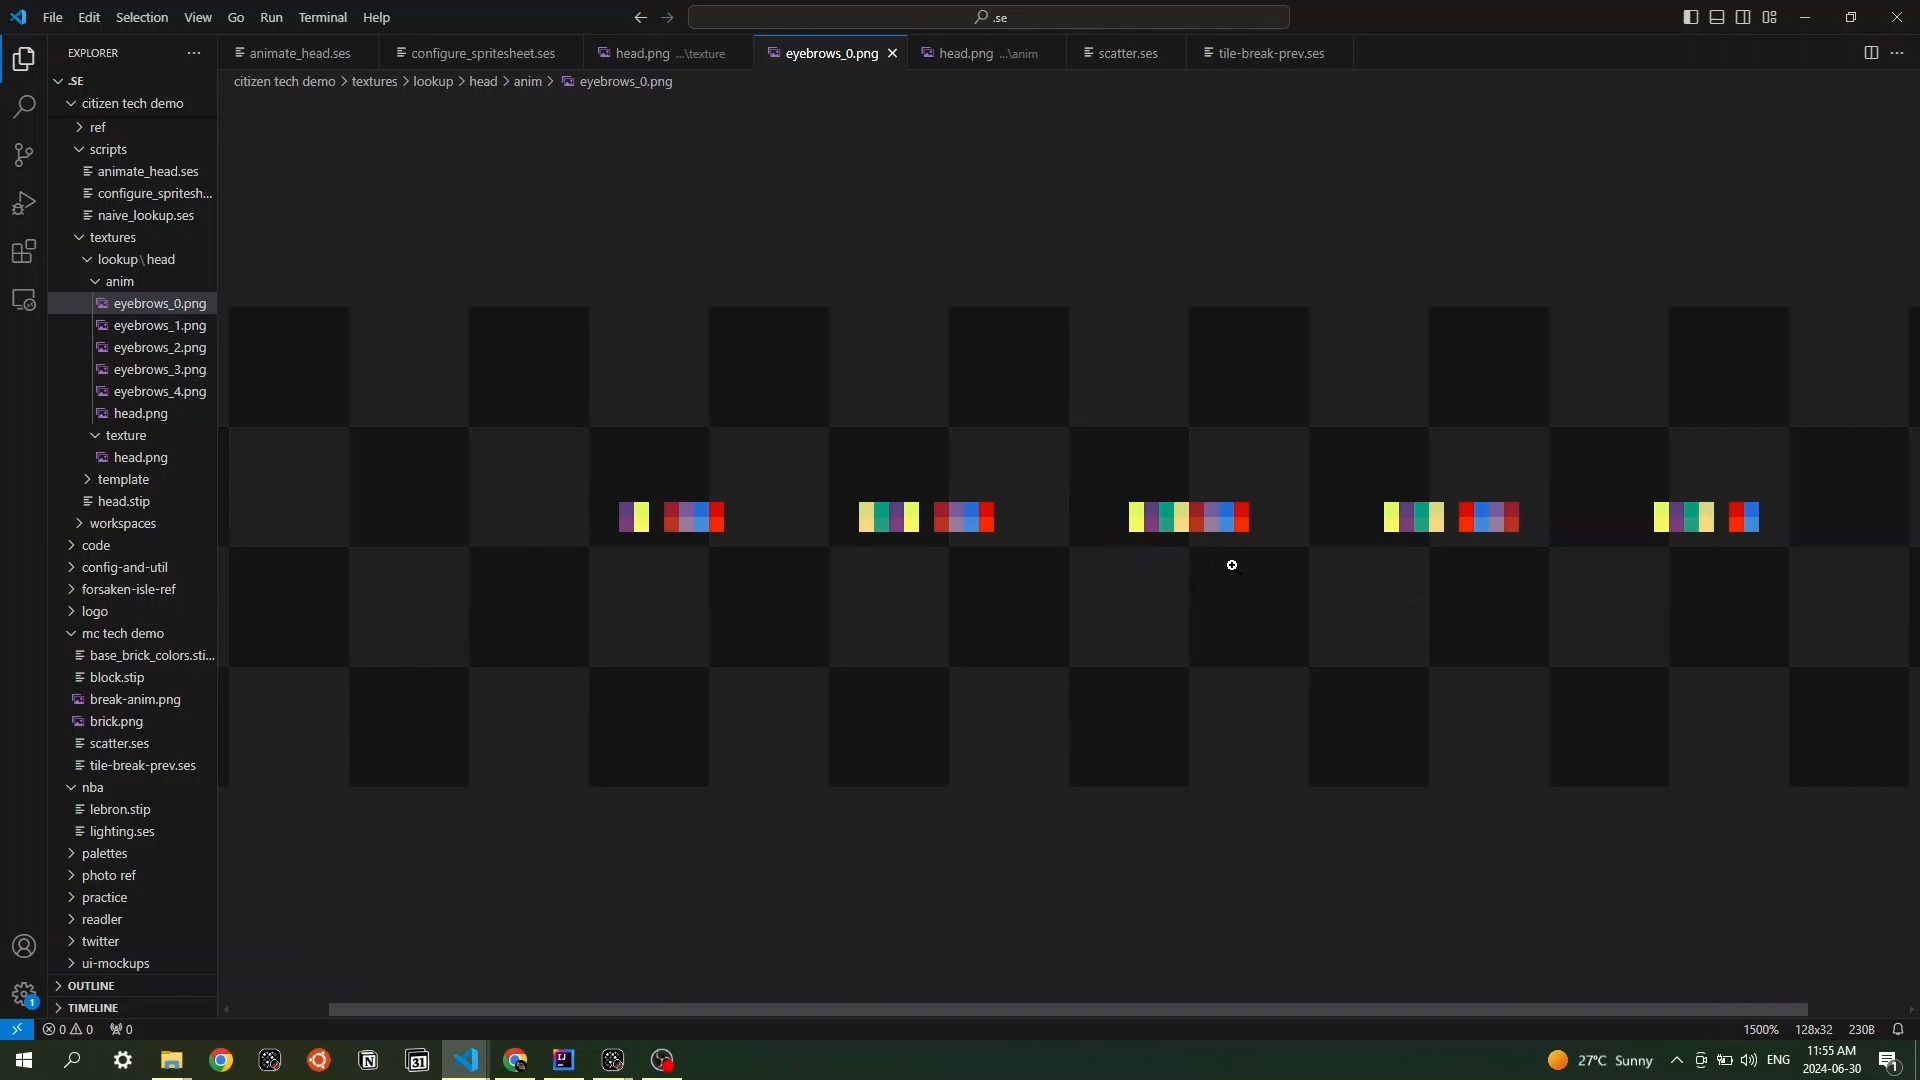 File Edit Selection View Go Run Terminal Help
.se
EXPLORER
animate_head.ses
configure_spritesheet.ses
head.png ...\texture
eyebrows_0.png
head.png ...\anim
scatter.ses
tile-break-prev.ses
citizen tech demo > textures > lookup > head > anim > eyebrows_0.png
.SE
citizen tech demo
ref
scripts
animate_head.ses
configure_spritesh...
naive_lookup.ses
textures
lookup\head
anim
eyebrows_0.png
eyebrows_1.png
eyebrows_2.png
eyebrows_3.png
eyebrows_4.png
head.png
texture
head.png
template
head.stip
workspaces
code
config-and-util
forsaken-isle-ref
logo
mc tech demo
base_brick_colors.sti...
block.stip
break-anim.png
brick.png
scatter.ses
tile-break-prev.ses
nba
lebron.stip
lighting.ses
palettes
photo ref
practice
readler
twitter
ui-mockups
OUTLINE
TIMELINE
1
0 0 0
1500% 128x32 230B
31
IJ
27°C Sunny
ENG
11:55 AM
2024-06-30
1